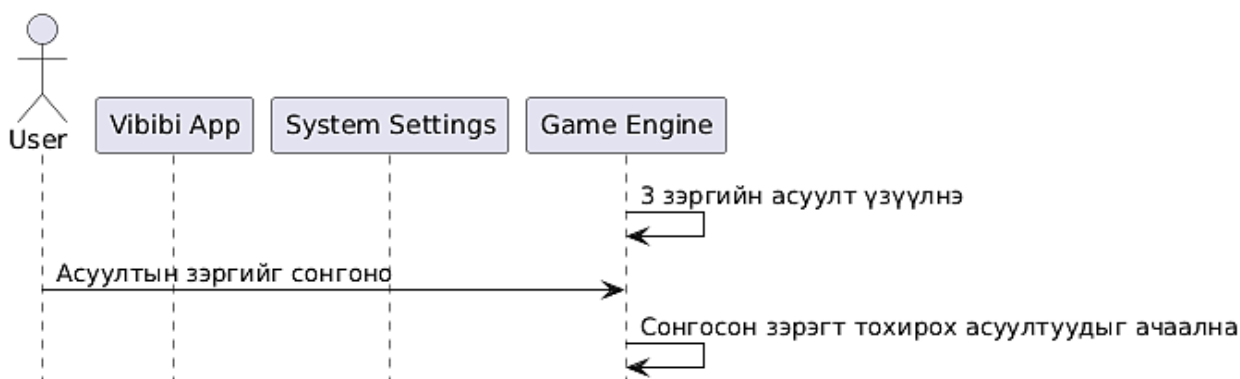 User
Vibibi App
System Settings
Game Engine
3 зэргийн асуулт үзүүлнэ
Асуултын зэргийг сонгоно
Сонгосон зэрэгт тохирох асуултуудыг ачаална